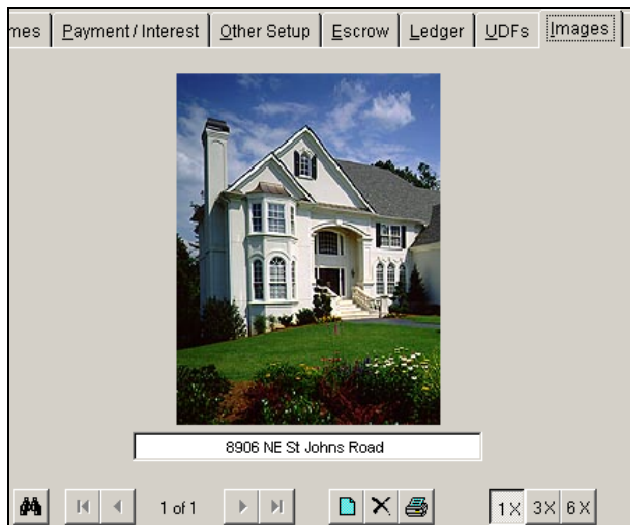 mes Payment / Interest Other Setup Escrow Ledger UDFs Images
8906 NE St Johns Road
1 of 1 1X 3X 6X